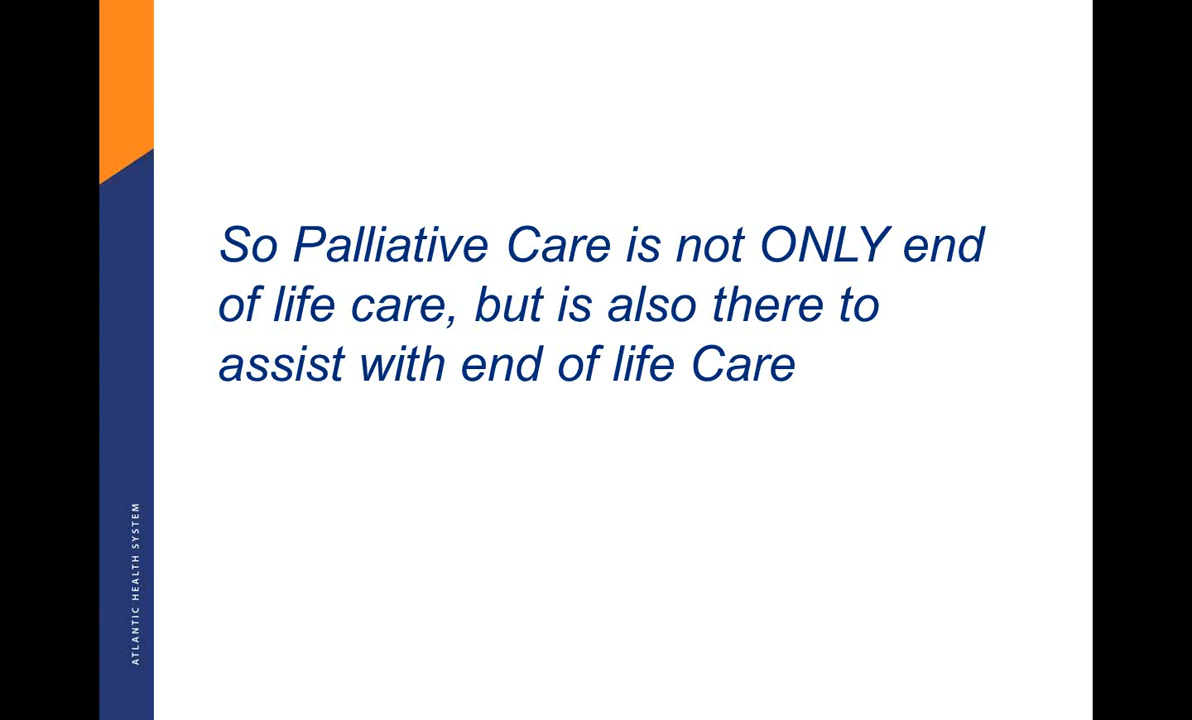 So Palliative Care is not ONLY end
of life care, but is also there to
assist with end of life Care
ATLANTIC HEALTH SYSTEM